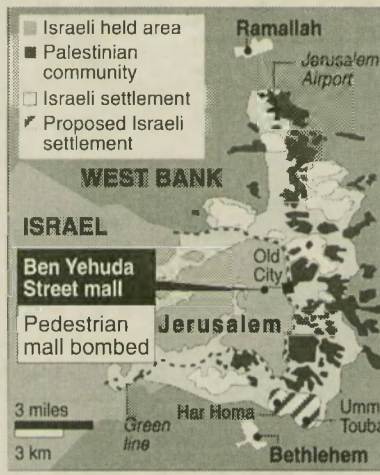 Israeli held area
Palestinian
community
Israeli settlement
Proposed Israeli
settlement
Ramallah
Jerusalem
Airport
WEST BANK
ISRAEL
Old
City
Ben Yehuda
Street mall
Pedestrian
mall bombed
Jerusalem
3 miles
3 km
Green
line
Har Homa
Umm
Touba
Bethlehem